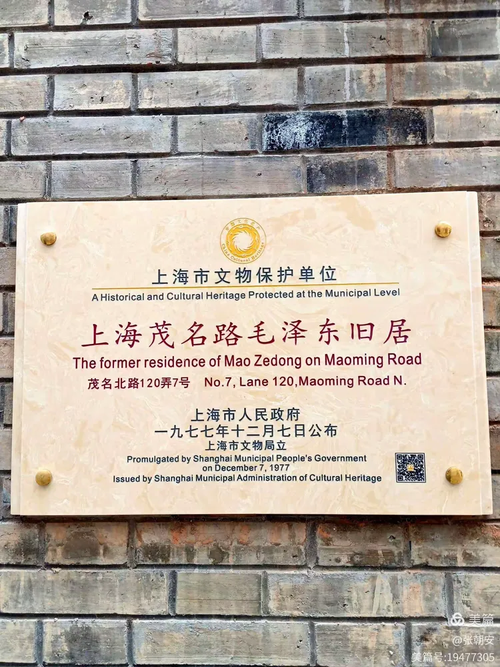 上海市文物保护单位
A Historical and Cultural Heritage Protected at the Municipal Level
上海茂名路毛泽东旧居
The former residence of Mao Zedong on Maoming Road
茂名北路120弄7号 No.7, Lane 120,Maoming Road N.
上海市人民政府
一九七七年十二月七日公布
上海市文物局立
Promulgated by Shanghai Municipal People's Government
on December 7, 1977
Issued by Shanghai Municipal Administration of Cultural Heritage
美篇
@张朝安
美篇号:19477305